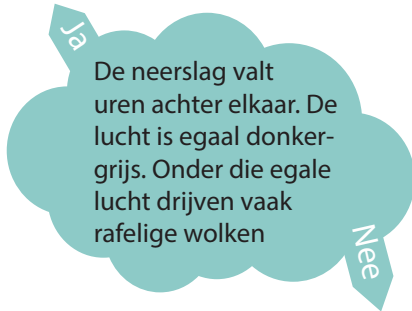 Ja
De neerslag valt
uren achter elkaar. De
lucht is egaal donker-
grijs. Onder die egale
lucht drijven vaak
rafelige wolken
Nee